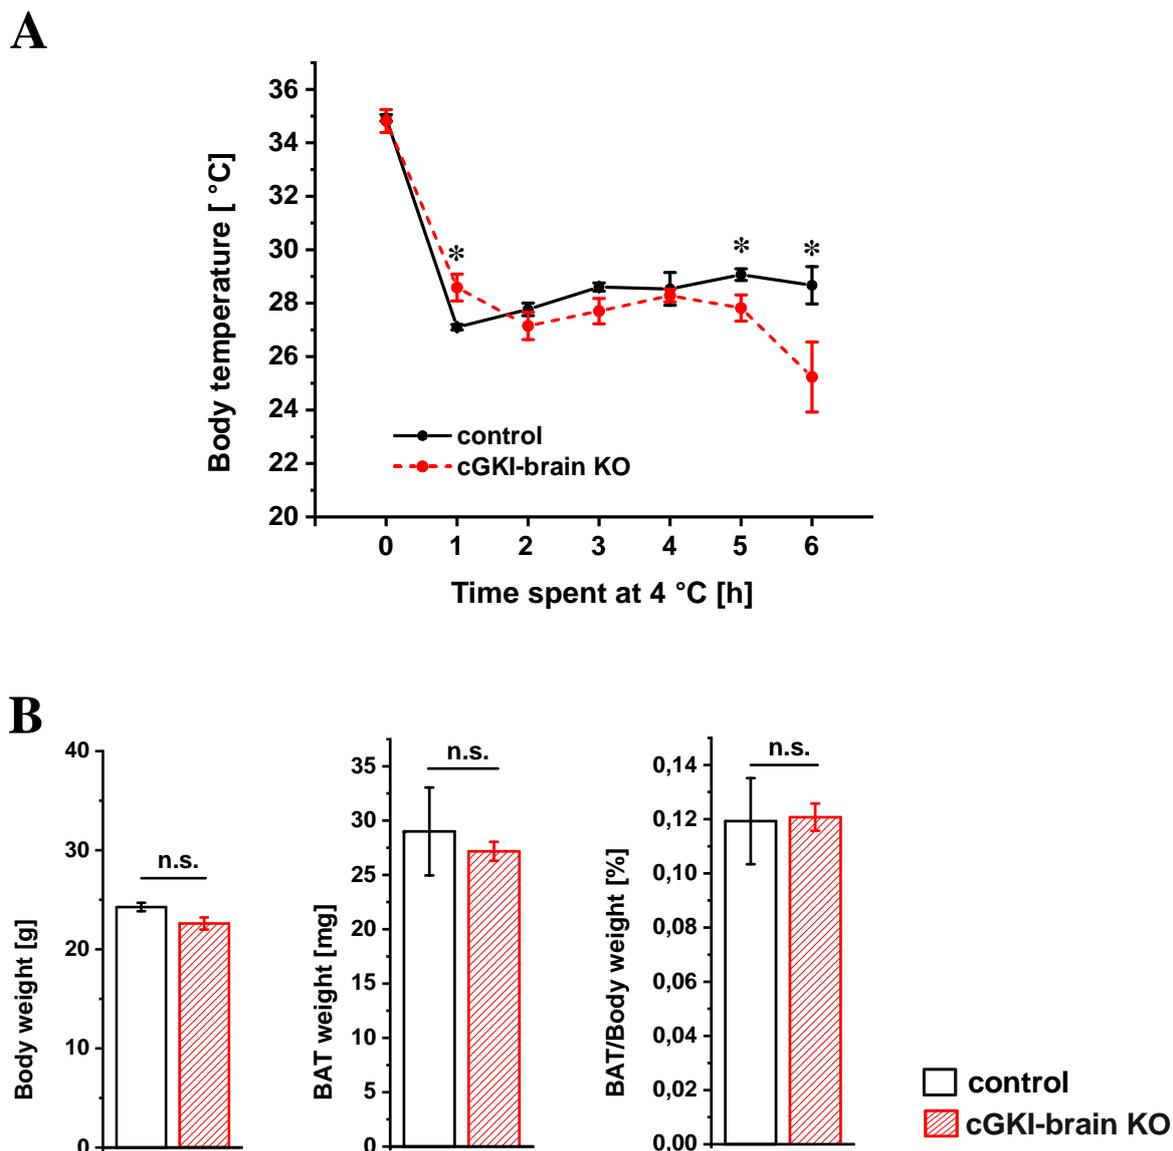 A
36
34
32
30
28
26
24
22
20
Body temperature [ °C]
*
*
*
control
cGKI-brain KO
0 1 2 3 4 5 6
Time spent at 4 °C [h]
B
40
30
20
10
0
Body weight [g]
n.s.
35
30
25
20
15
10
5
0
BAT weight [mg]
n.s.
0,14
0,12
0,10
0,08
0,06
0,04
0,02
0,00
BAT/Body weight [%]
n.s.
control
cGKI-brain KO